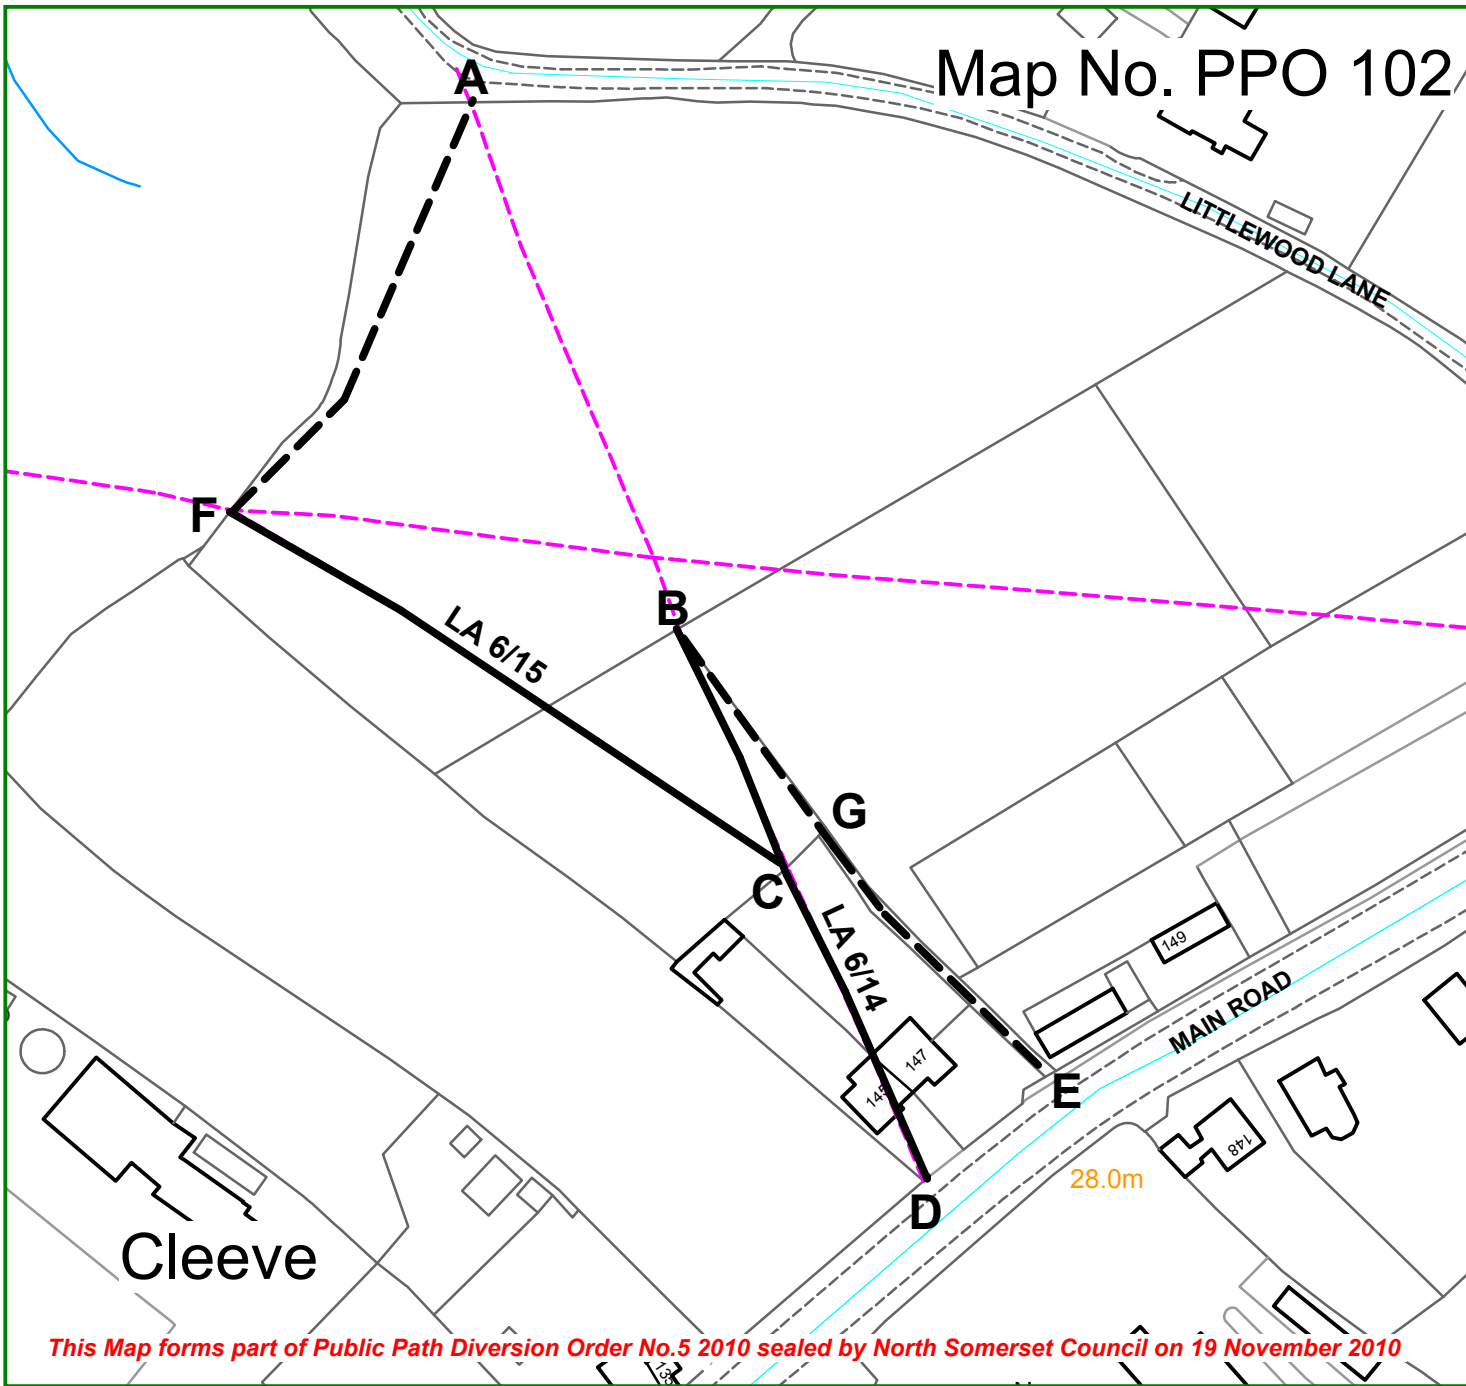 Map No. PPO 102
A
LITTLEWOOD LANE
F
B
LA 6/15
G
C
LA 6/14
149
MAIN ROAD
147
145
E
148
28.0m
D
Cleeve
This Map forms part of Public Path Diversion Order No.5 2010 sealed by North Somerset Council on 19 November 2010
135